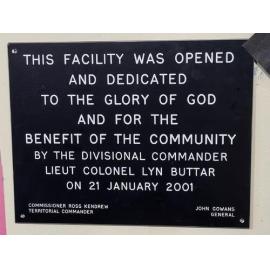 THIS FACILITY WAS OPENED
AND DEDICATED
TO THE GLORY OF GOD
AND FOR THE
BENEFIT OF THE COMMUNITY
BY THE DIVISIONAL COMMANDER
LIEUT COLONEL LYN BUTTAR
ON 21 JANUARY 2001
COMMISSIONER ROSS KENDREW
TERRITORIAL COMMANDER
JOHN GOWANS
GENERAL